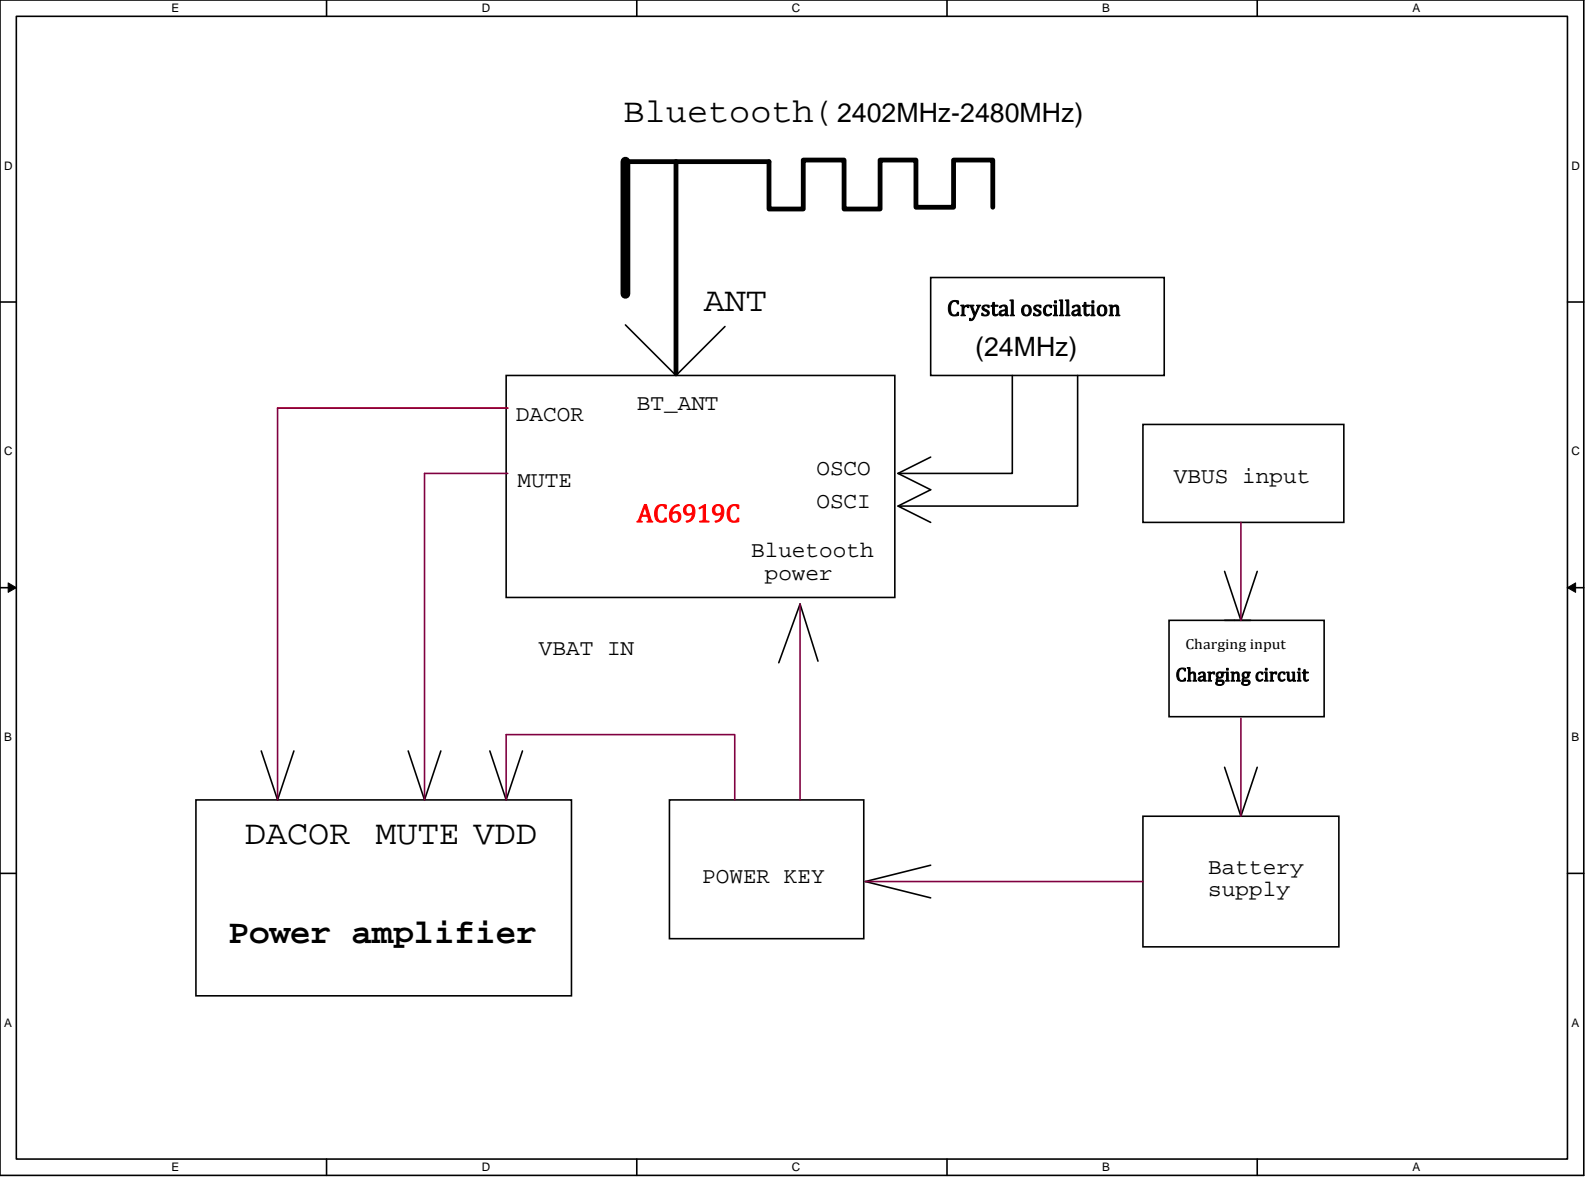 E D C B A
Bluetooth( 2402MHz-2480MHz)
D D
ANT
Crystal oscillation
(24MHz)
BT_ANT
DACOR
MUTE
OSCO
OSCI
AC6919C
Bluetooth
power
C C
VBUS input
VBAT IN
Charging input
Charging circuit
B B
DACOR MUTE VDD
Power amplifier
POWER KEY
Battery
supply
A A
E D C B A